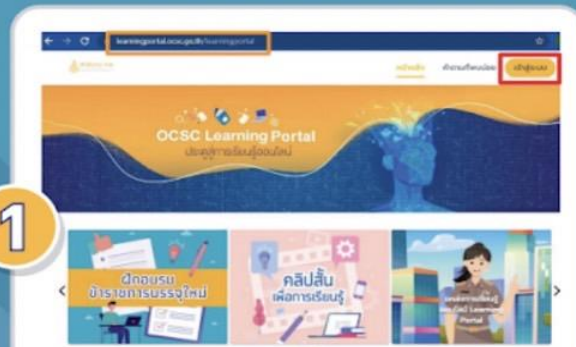 learningportal.ocsc.go.th/learningportal
หน้าหลัก
คำถามที่พบบ่อย
เข้าสู่ระบบ
OCSC Learning Portal
ประตูสู่การเรียนรู้ออนไลน์
1
ฝึกอบรม
ข้าราชการบรรจุใหม่
คลิปสั้น
เพื่อการเรียนรู้
Portal